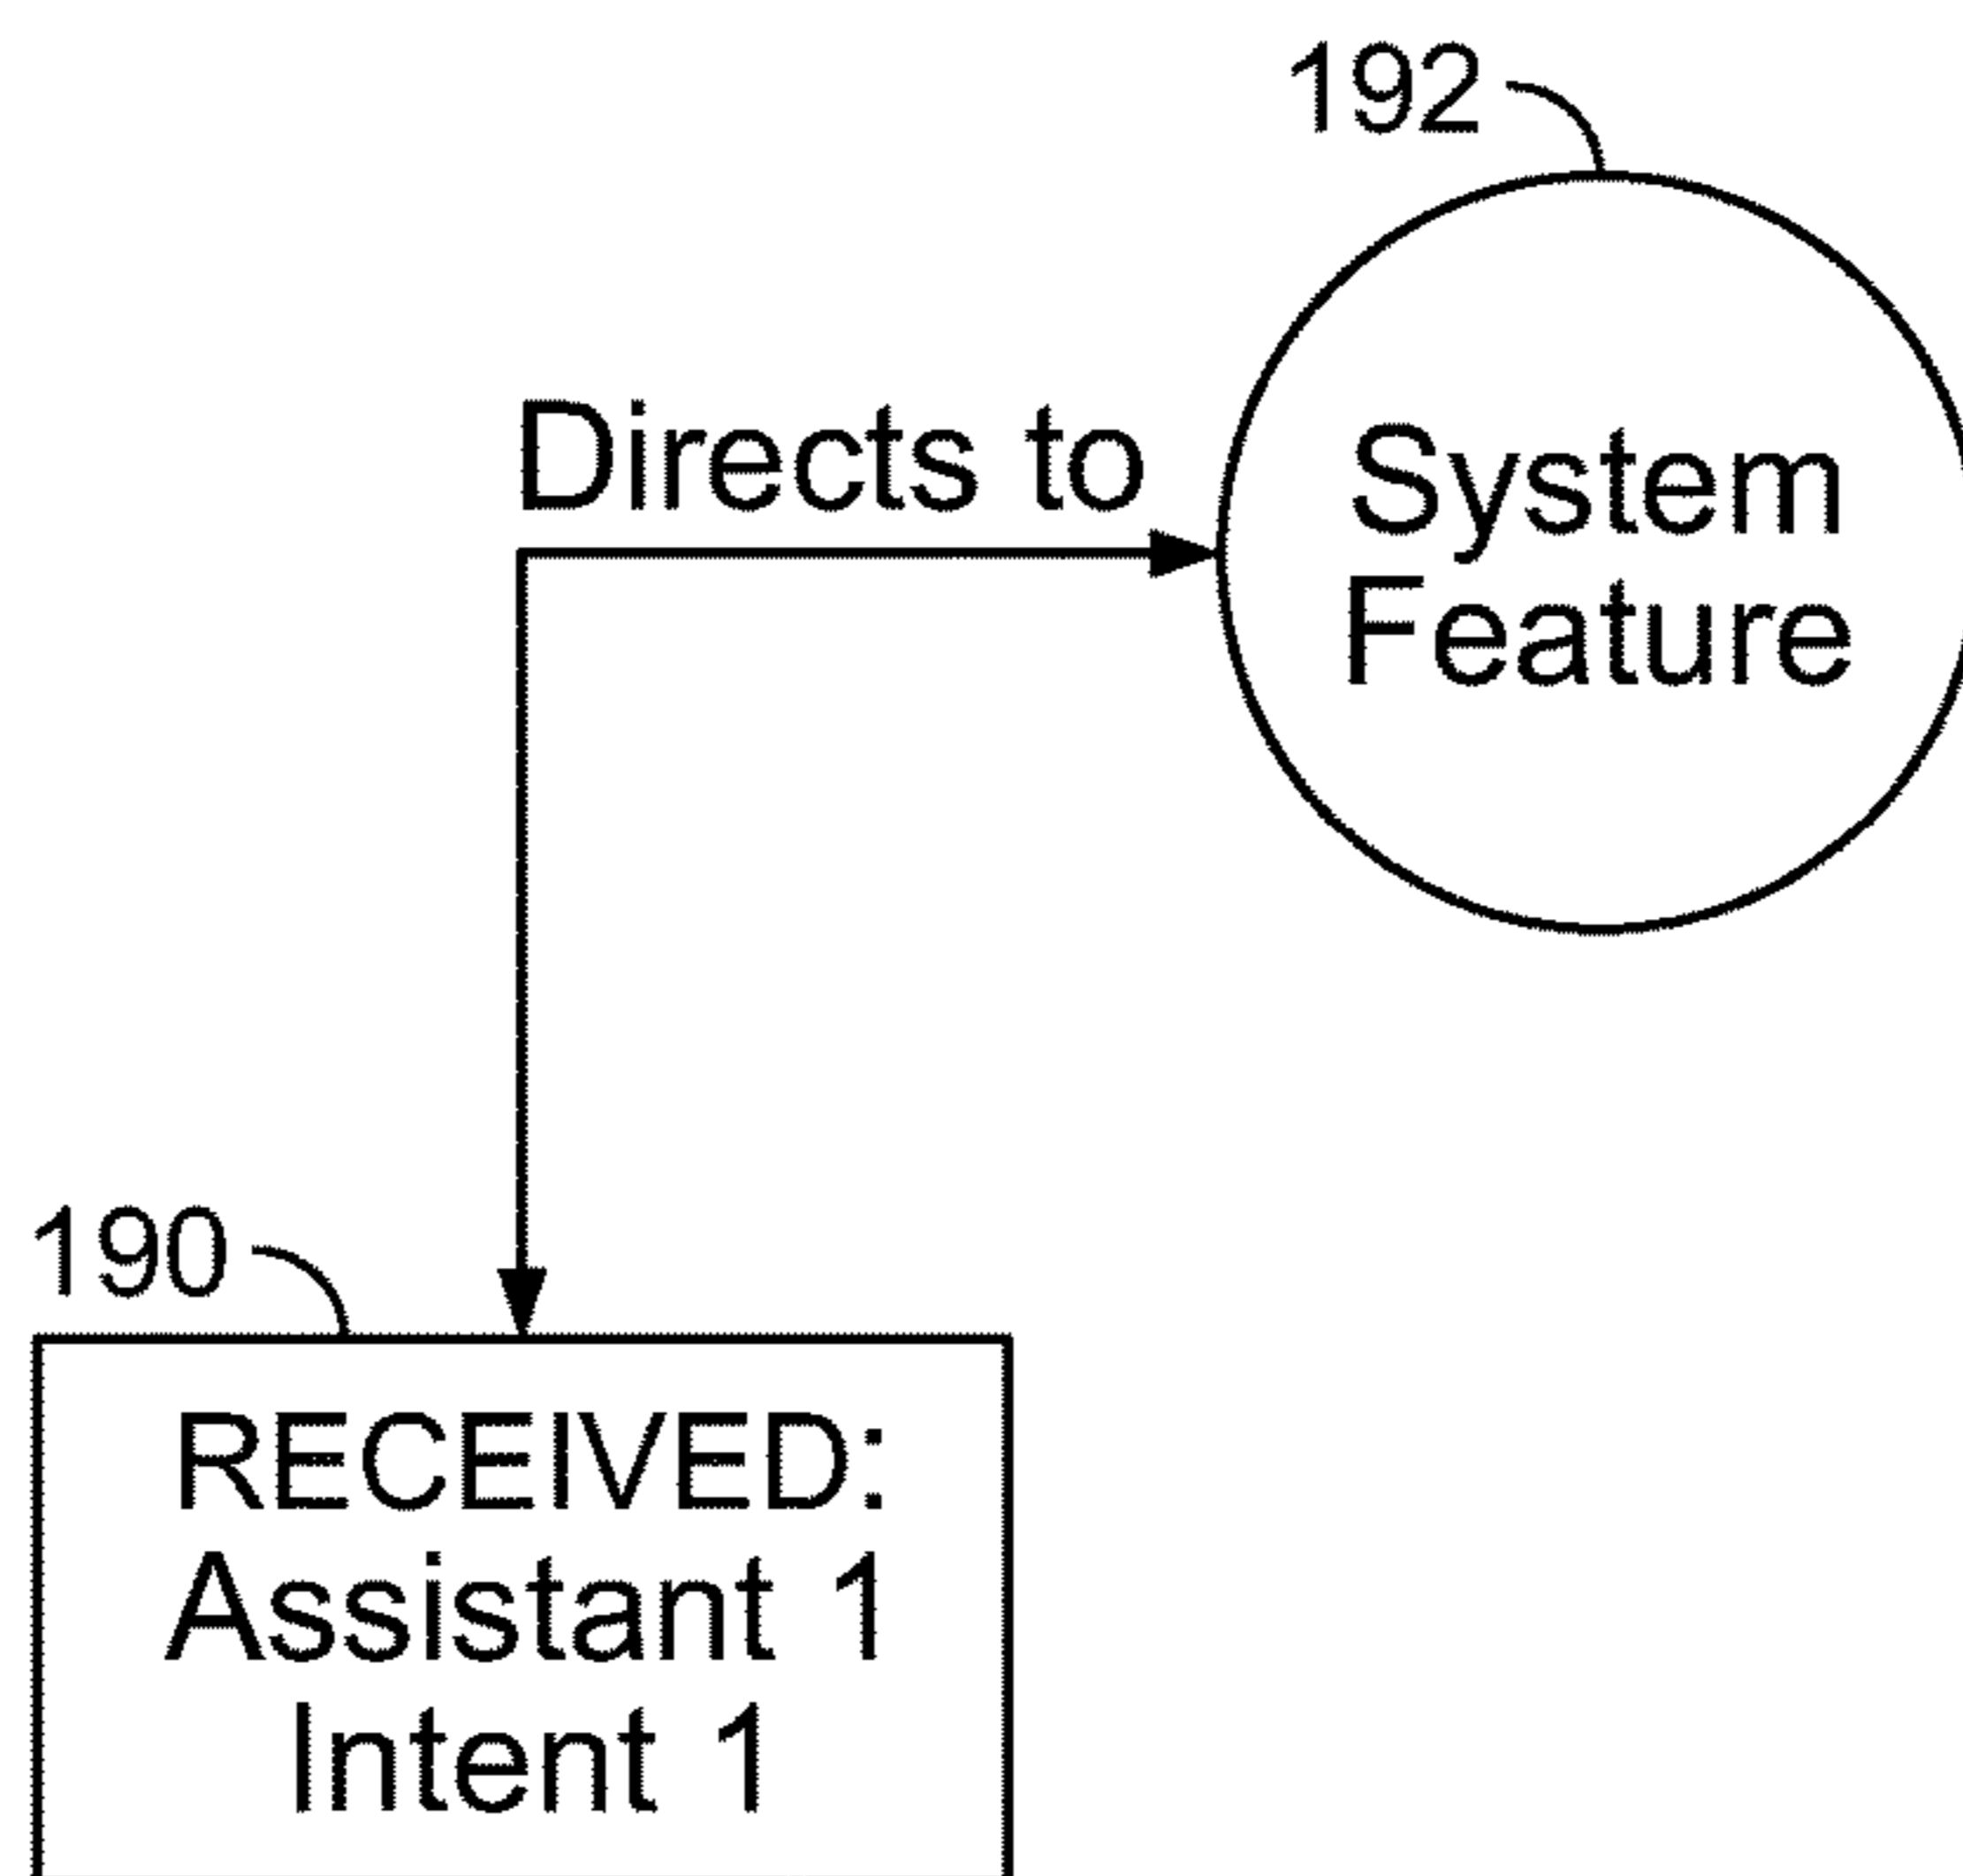 192
Directs to
System
Feature
190
RECEIVED:
Assistant 1
Intent 1